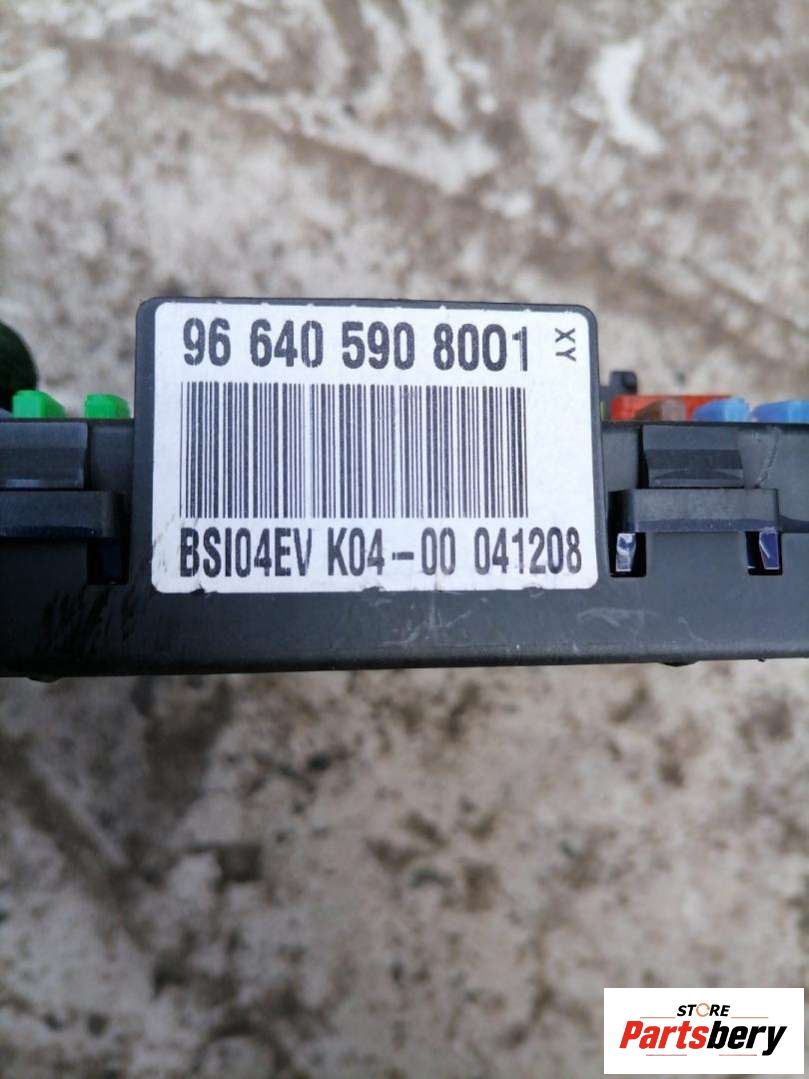 96 640 590 8001
XY
BSI04EV K04-00 041208
STORE
Partsbery